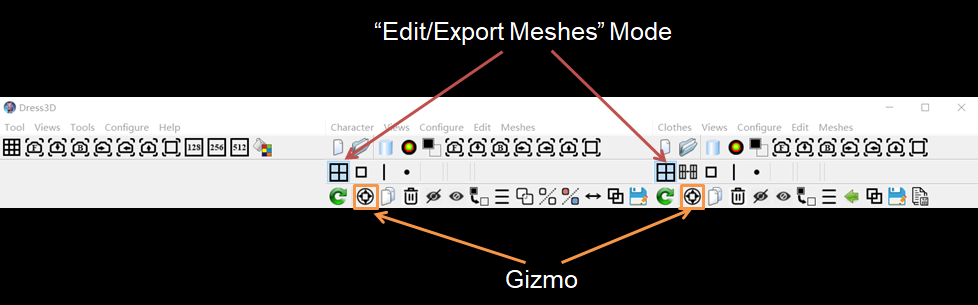 “Edit/Export Meshes” Mode
Dress3D
Tool Views Tools Configure Help Character Views Configure Edit Meshes Clothes Views Configure Edit Meshes
F B 128 256 512 F B F B
Gizmo